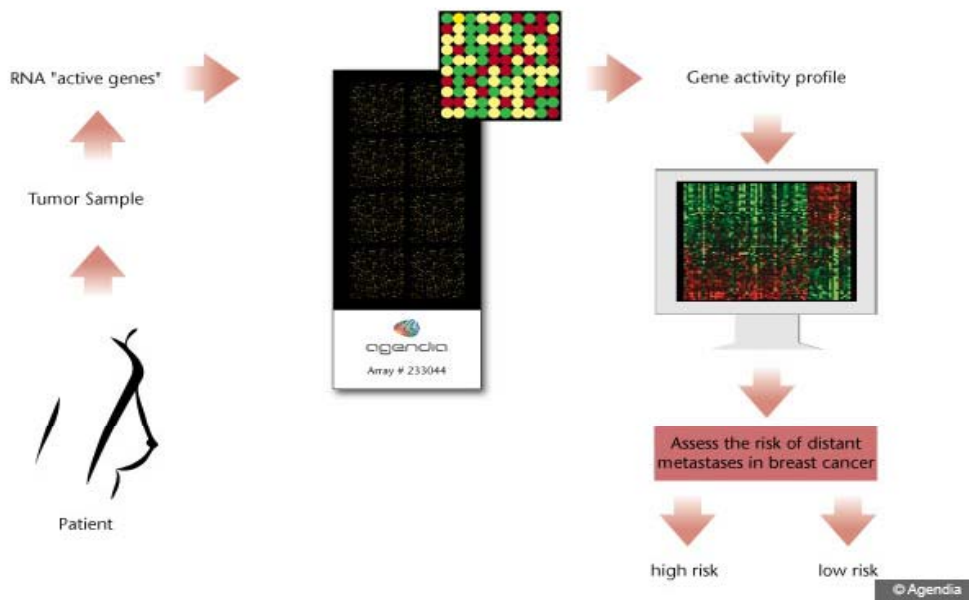 RNA "active genes"
Gene activity profile
Tumor Sample
agendia
Array # 233044
Assess the risk of distant
metastases in breast cancer
Patient
high risk
low risk
© Agendia